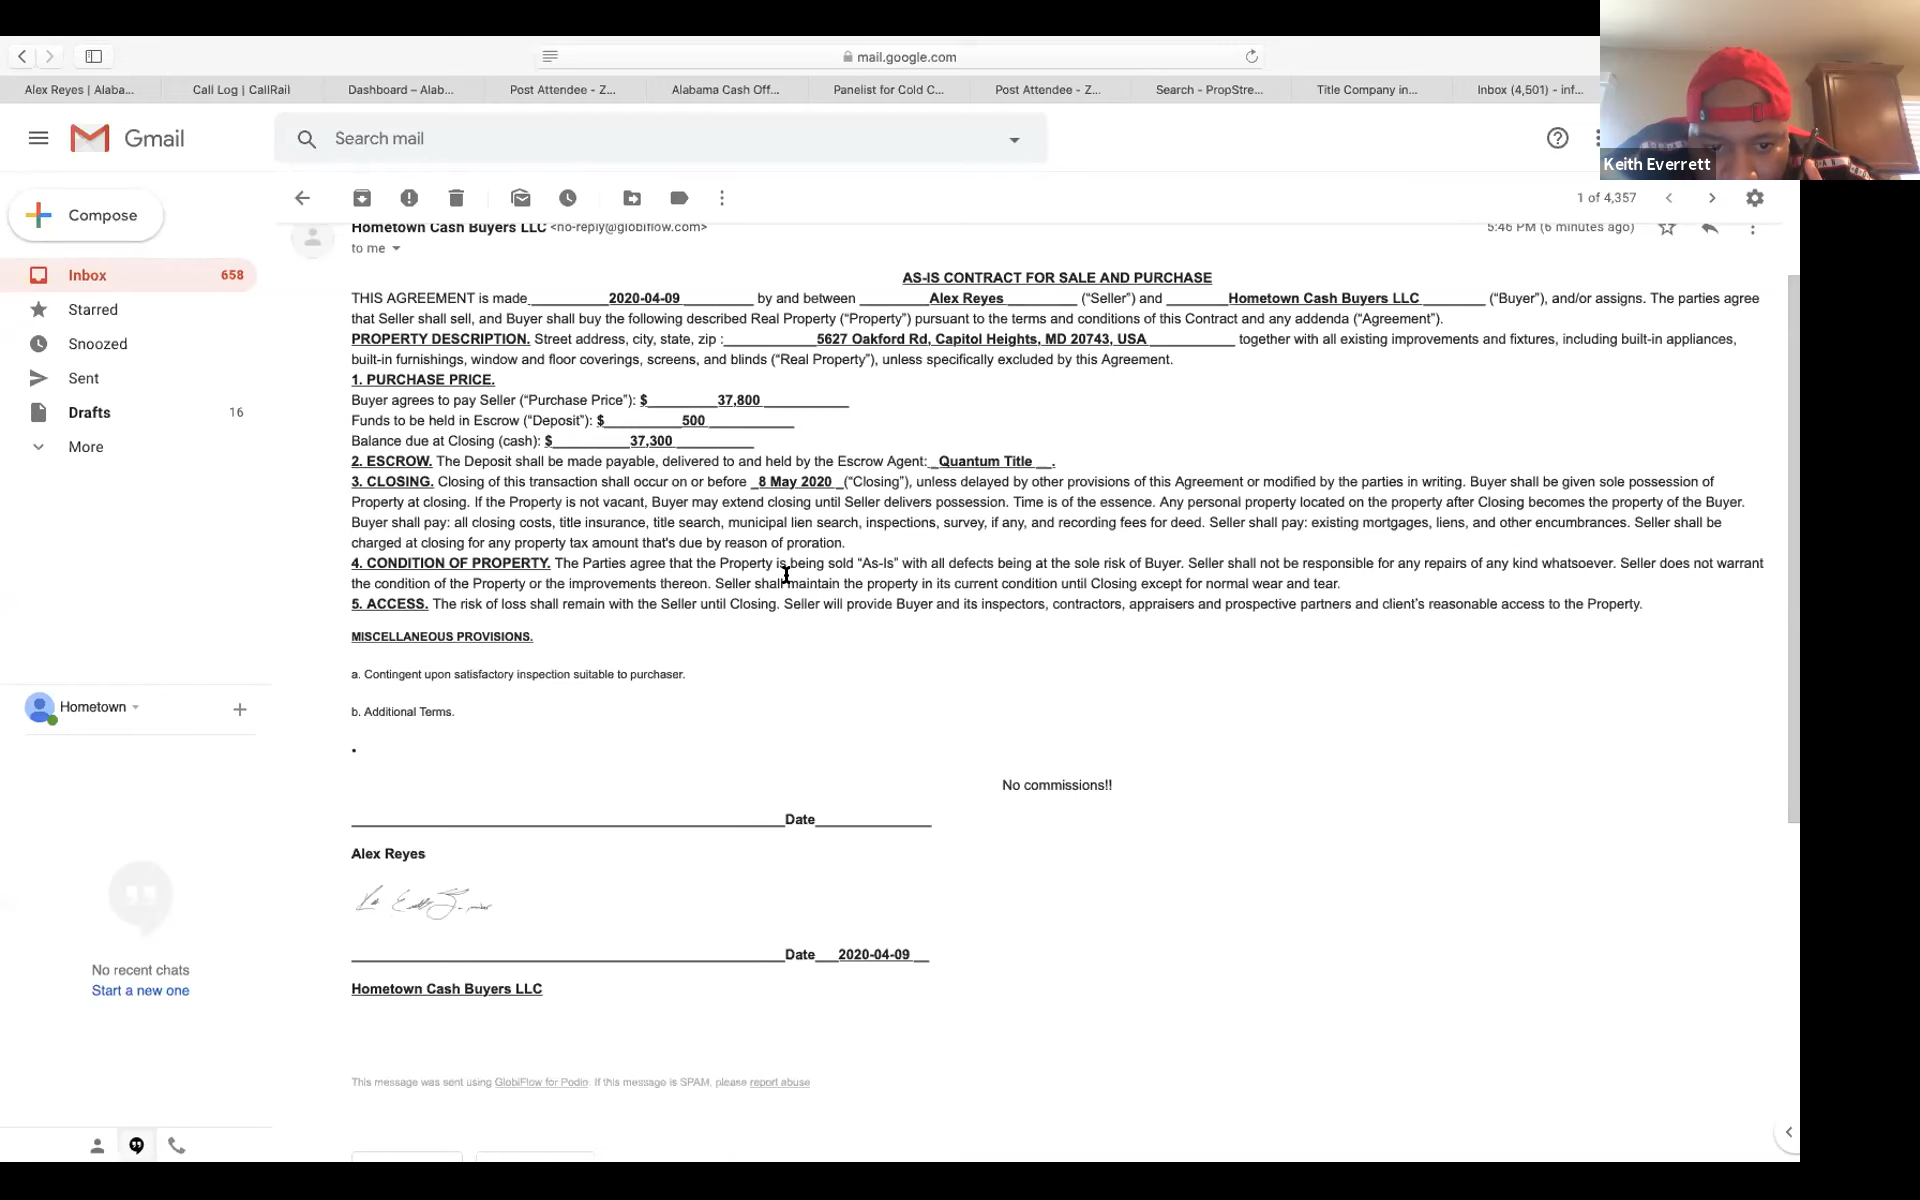 mail.google.com
Alex Reyes | Alaba...
Call Log | CallRail
Dashboard – Alab...
Post Attendee - Z...
Alabama Cash Off...
Panelist for Cold C...
Post Attendee - Z...
Search - PropStre...
Title Company in...
Inbox (4,501) - inf...
Keith Everrett
Gmail
Search mail
Compose
1 of 4,357
Inbox 658
Starred
Snoozed
Sent
Drafts 16
More
Hometown
No recent chats
Start a new one
Hometown Cash Buyers LLC <no-reply@globiflow.com>
5:46 PM (6 minutes ago)
to me
AS-IS CONTRACT FOR SALE AND PURCHASE
THIS AGREEMENT is made__________2020-04-09_________ by and between ________Alex Reyes_________ (“Seller”) and _______Hometown Cash Buyers LLC________ (“Buyer”), and/or assigns. The parties agree
that Seller shall sell, and Buyer shall buy the following described Real Property (“Property”) pursuant to the terms and conditions of this Contract and any addenda (“Agreement”).
PROPERTY DESCRIPTION. Street address, city, state, zip :___________5627 Oakford Rd, Capitol Heights, MD 20743, USA___________ together with all existing improvements and fixtures, including built-in appliances,
built-in furnishings, window and floor coverings, screens, and blinds (“Real Property”), unless specifically excluded by this Agreement.
1. PURCHASE PRICE.
Buyer agrees to pay Seller (“Purchase Price”): $_________37,800___________
Funds to be held in Escrow (“Deposit”): $__________500___________
Balance due at Closing (cash): $__________37,300__________
2. ESCROW. The Deposit shall be made payable, delivered to and held by the Escrow Agent:_Quantum Title__.
3. CLOSING. Closing of this transaction shall occur on or before _8 May 2020_(“Closing”), unless delayed by other provisions of this Agreement or modified by the parties in writing. Buyer shall be given sole possession of
Property at closing. If the Property is not vacant, Buyer may extend closing until Seller delivers possession. Time is of the essence. Any personal property located on the property after Closing becomes the property of the Buyer.
Buyer shall pay: all closing costs, title insurance, title search, municipal lien search, inspections, survey, if any, and recording fees for deed. Seller shall pay: existing mortgages, liens, and other encumbrances. Seller shall be
charged at closing for any property tax amount that's due by reason of proration.
4. CONDITION OF PROPERTY. The Parties agree that the Property is being sold “As-Is” with all defects being at the sole risk of Buyer. Seller shall not be responsible for any repairs of any kind whatsoever. Seller does not warrant
the condition of the Property or the improvements thereon. Seller shall maintain the property in its current condition until Closing except for normal wear and tear.
5. ACCESS. The risk of loss shall remain with the Seller until Closing. Seller will provide Buyer and its inspectors, contractors, appraisers and prospective partners and client’s reasonable access to the Property.
MISCELLANEOUS PROVISIONS.
a. Contingent upon satisfactory inspection suitable to purchaser.
b. Additional Terms.
•
No commissions!!
Date
Alex Reyes
Date___2020-04-09__
Hometown Cash Buyers LLC
This message was sent using GlobiFlow for Podio. If this message is SPAM, please report abuse